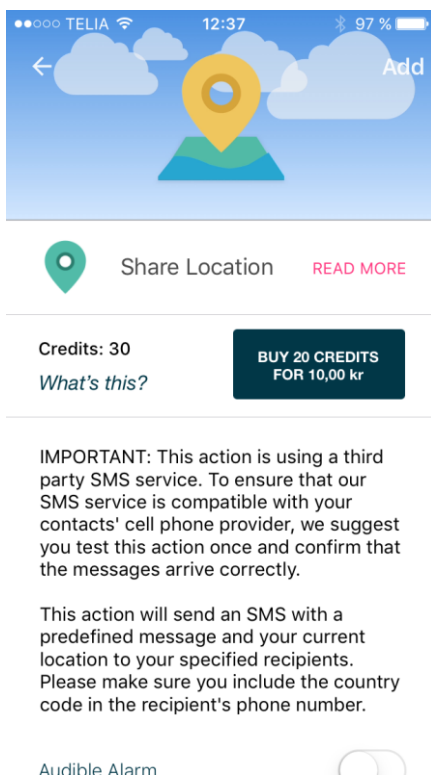 TELIA 12:37 97 %
Add
Share Location READ MORE
Credits: 30
What's this?
BUY 20 CREDITS
FOR 10,00 kr
IMPORTANT: This action is using a third
party SMS service. To ensure that our
SMS service is compatible with your
contacts' cell phone provider, we suggest
you test this action once and confirm that
the messages arrive correctly.
This action will send an SMS with a
predefined message and your current
location to your specified recipients.
Please make sure you include the country
code in the recipient's phone number.
Audible Alarm